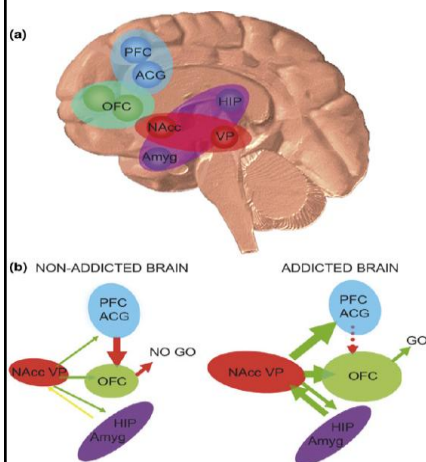 (a)
PFC
ACG
OFC
HIP
NAcc
VP
Amyg
(b) NON-ADDICTED BRAIN
ADDICTED BRAIN
PFC
ACG
NO GO
NAcc VP
OFC
HIP
Amyg
PFC
ACG
GO
NAcc VP
OFC
HIP
Amyg